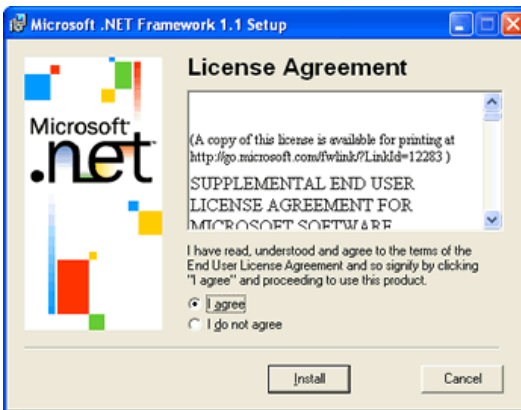 Microsoft .NET Framework 1.1 Setup
Microsoft
.net
License Agreement
(A copy of this license is available for printing at
http://go.microsoft.com/fwlink/?LinkId=12283 )
SUPPLEMENTAL END USER
LICENSE AGREEMENT FOR
MICROSOFT SOFTWARE
I have read, understood and agree to the terms of the
End User License Agreement and so signify by clicking
"I agree" and proceeding to use this product.
I agree
I do not agree
Install
Cancel